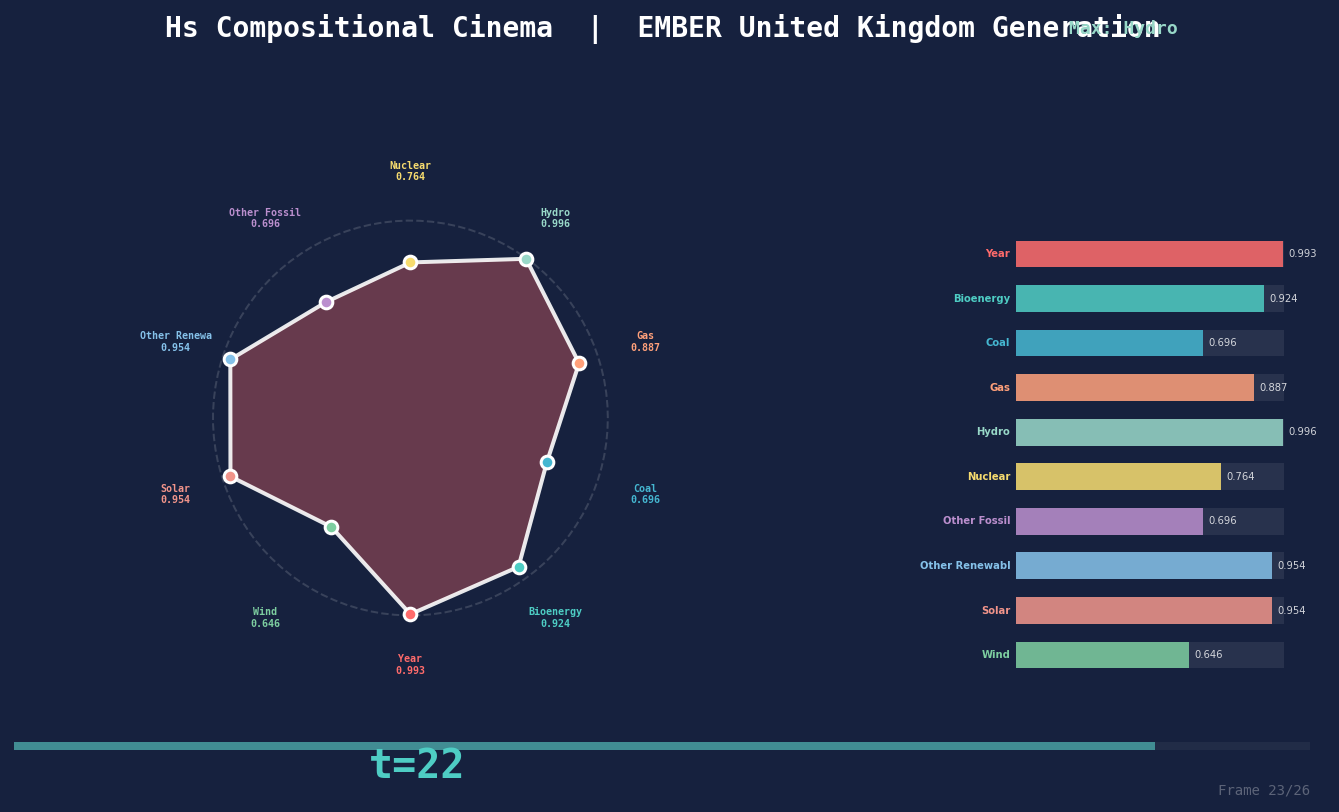 Hs Compositional Cinema | EMBER United Kingdom Generation
Max: Hydro
Nuclear
0.764
Other Fossil
0.696
Hydro
0.996
Other Renewa
0.954
Gas
0.887
Solar
0.954
Coal
0.696
Wind
0.646
Bioenergy
0.924
Year
0.993
Year 0.993
Bioenergy 0.924
Coal 0.696
Gas 0.887
Hydro 0.996
Nuclear 0.764
Other Fossil 0.696
Other Renewabl 0.954
Solar 0.954
Wind 0.646
t=22
Frame 23/26